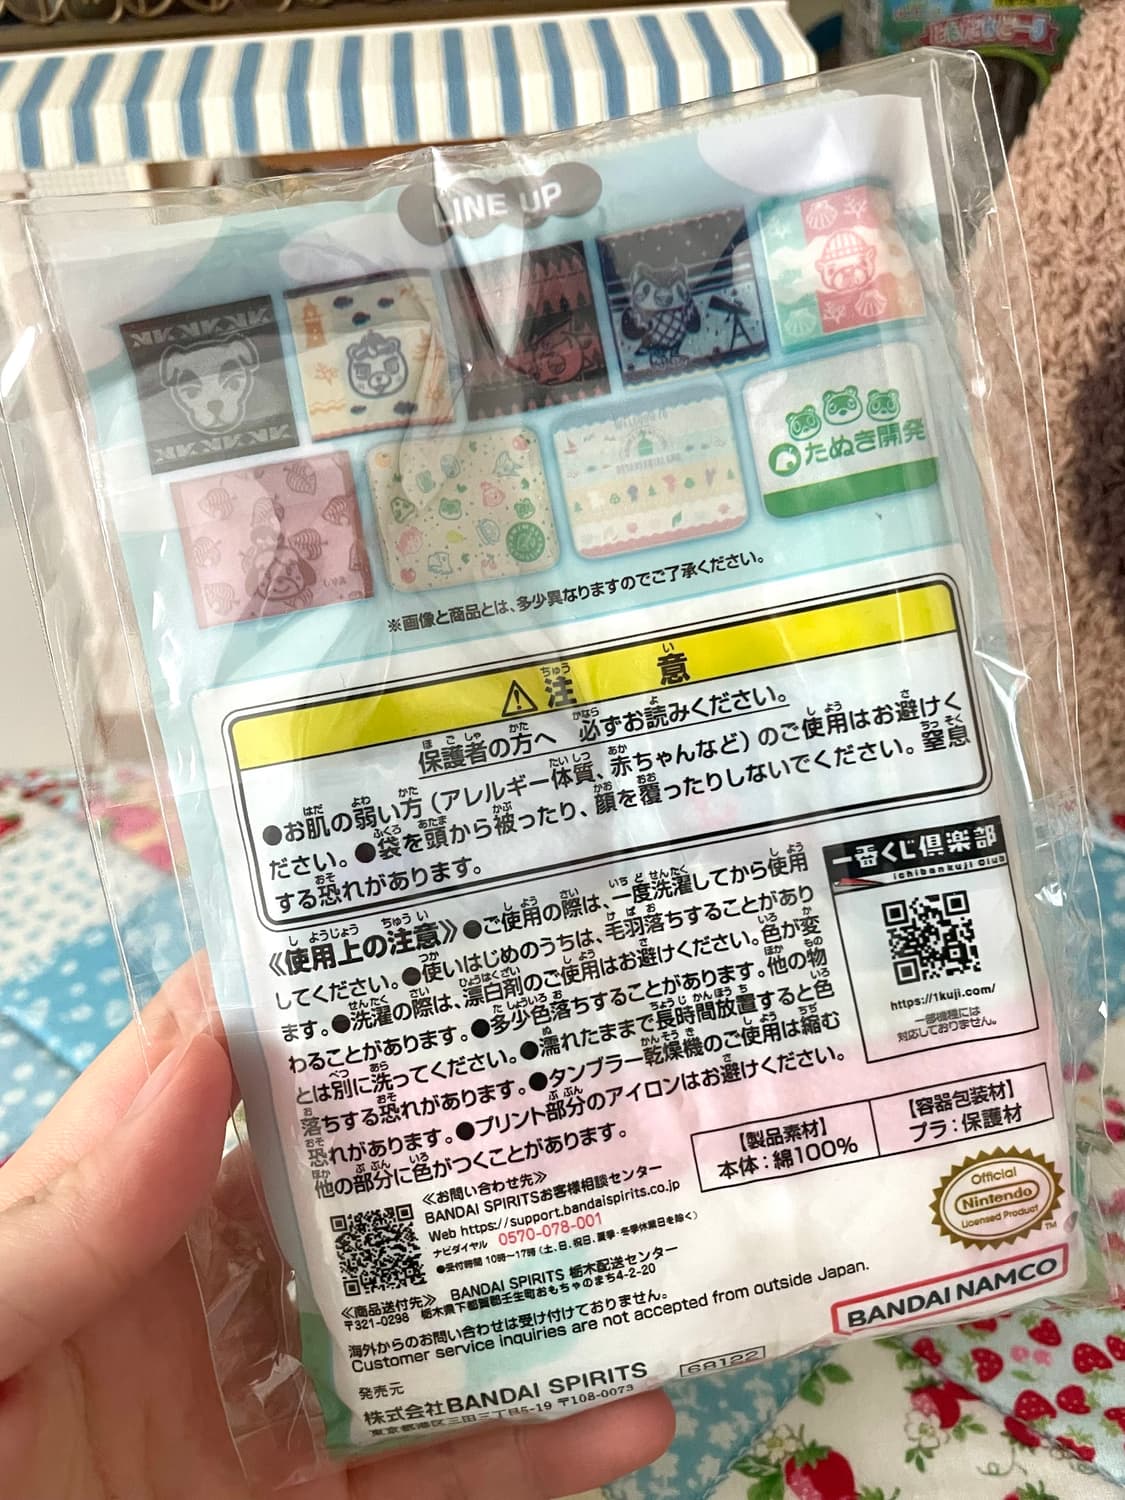 LINE UP
たぬき開発
※画像と商品とは、多少異なりますのでご了承ください。
注意
保護者の方へ 必ずお読みください。
●お肌の弱い方(アレルギー体質、赤ちゃんなど)のご使用はお避けく
ださい。●袋を頭から被ったり、顔を覆ったりしないでください。窒息
する恐れがあります。
《使用上の注意》●ご使用の際は、一度洗濯してから使用
してください。●使いはじめのうちは、毛羽落ちすることがあり
ます。●洗濯の際は、漂白剤のご使用はお避けください。色が変
わることがあります。●多少色落ちすることがあります。他の物
とは別に洗ってください。●濡れたままで長時間放置すると色
落ちする恐れがあります。●タンブラー乾燥機のご使用は縮む
恐れがあります。●プリント部分のアイロンはお避けください。
他の部分に色がつくことがあります。
一番くじ倶楽部
ichibankuji Club
https://1kuji.com/
一部機種には
対応しておりません。
【製品素材】
本体:綿100%
【容器包装材】
プラ:保護材
《お問い合わせ先》
BANDAI SPIRITSお客様相談センター
Web https://support.bandaispirits.co.jp
ナビダイヤル 0570-078-001
●受付時間 10時〜17時(土、日、祝日、夏季・冬季休業日を除く)
《商品送付先》 BANDAI SPIRITS 栃木配送センター
〒321-0298 栃木県下都賀郡壬生町おもちゃのまち4-2-20
海外からのお問い合わせは受け付けておりません。
Customer service inquiries are not accepted from outside Japan.
Official
Nintendo
Licensed Product
TM
BANDAI NAMCO
発売元
株式会社BANDAI SPIRITS
68122
東京都港区三田三丁目5-19 〒108-0073